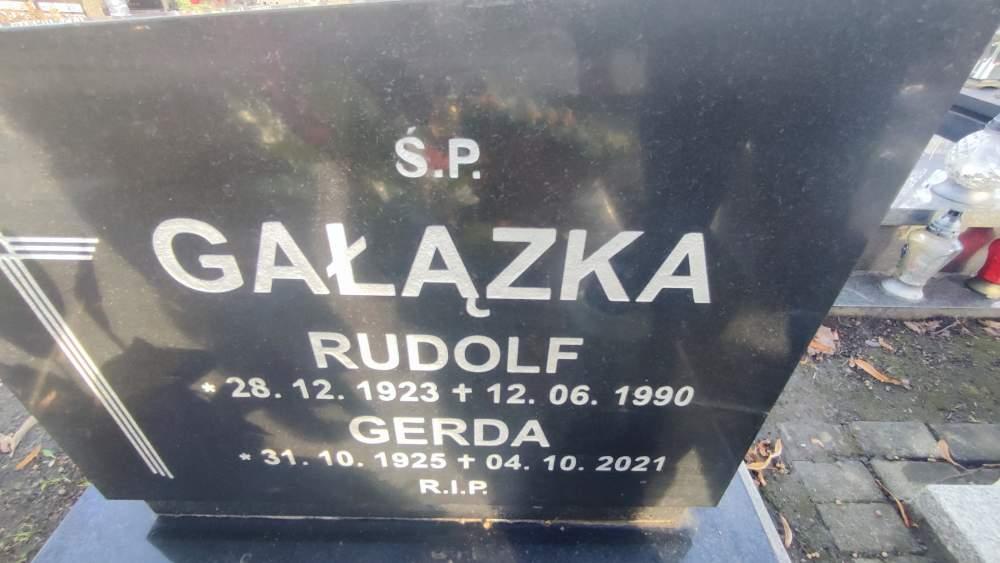 Ś.P.
GAŁĄZKA
RUDOLF
* 28. 12. 1923 ✝ 12. 06. 1990
GERDA
* 31. 10. 1925 ✝ 04. 10. 2021
R.I.P.